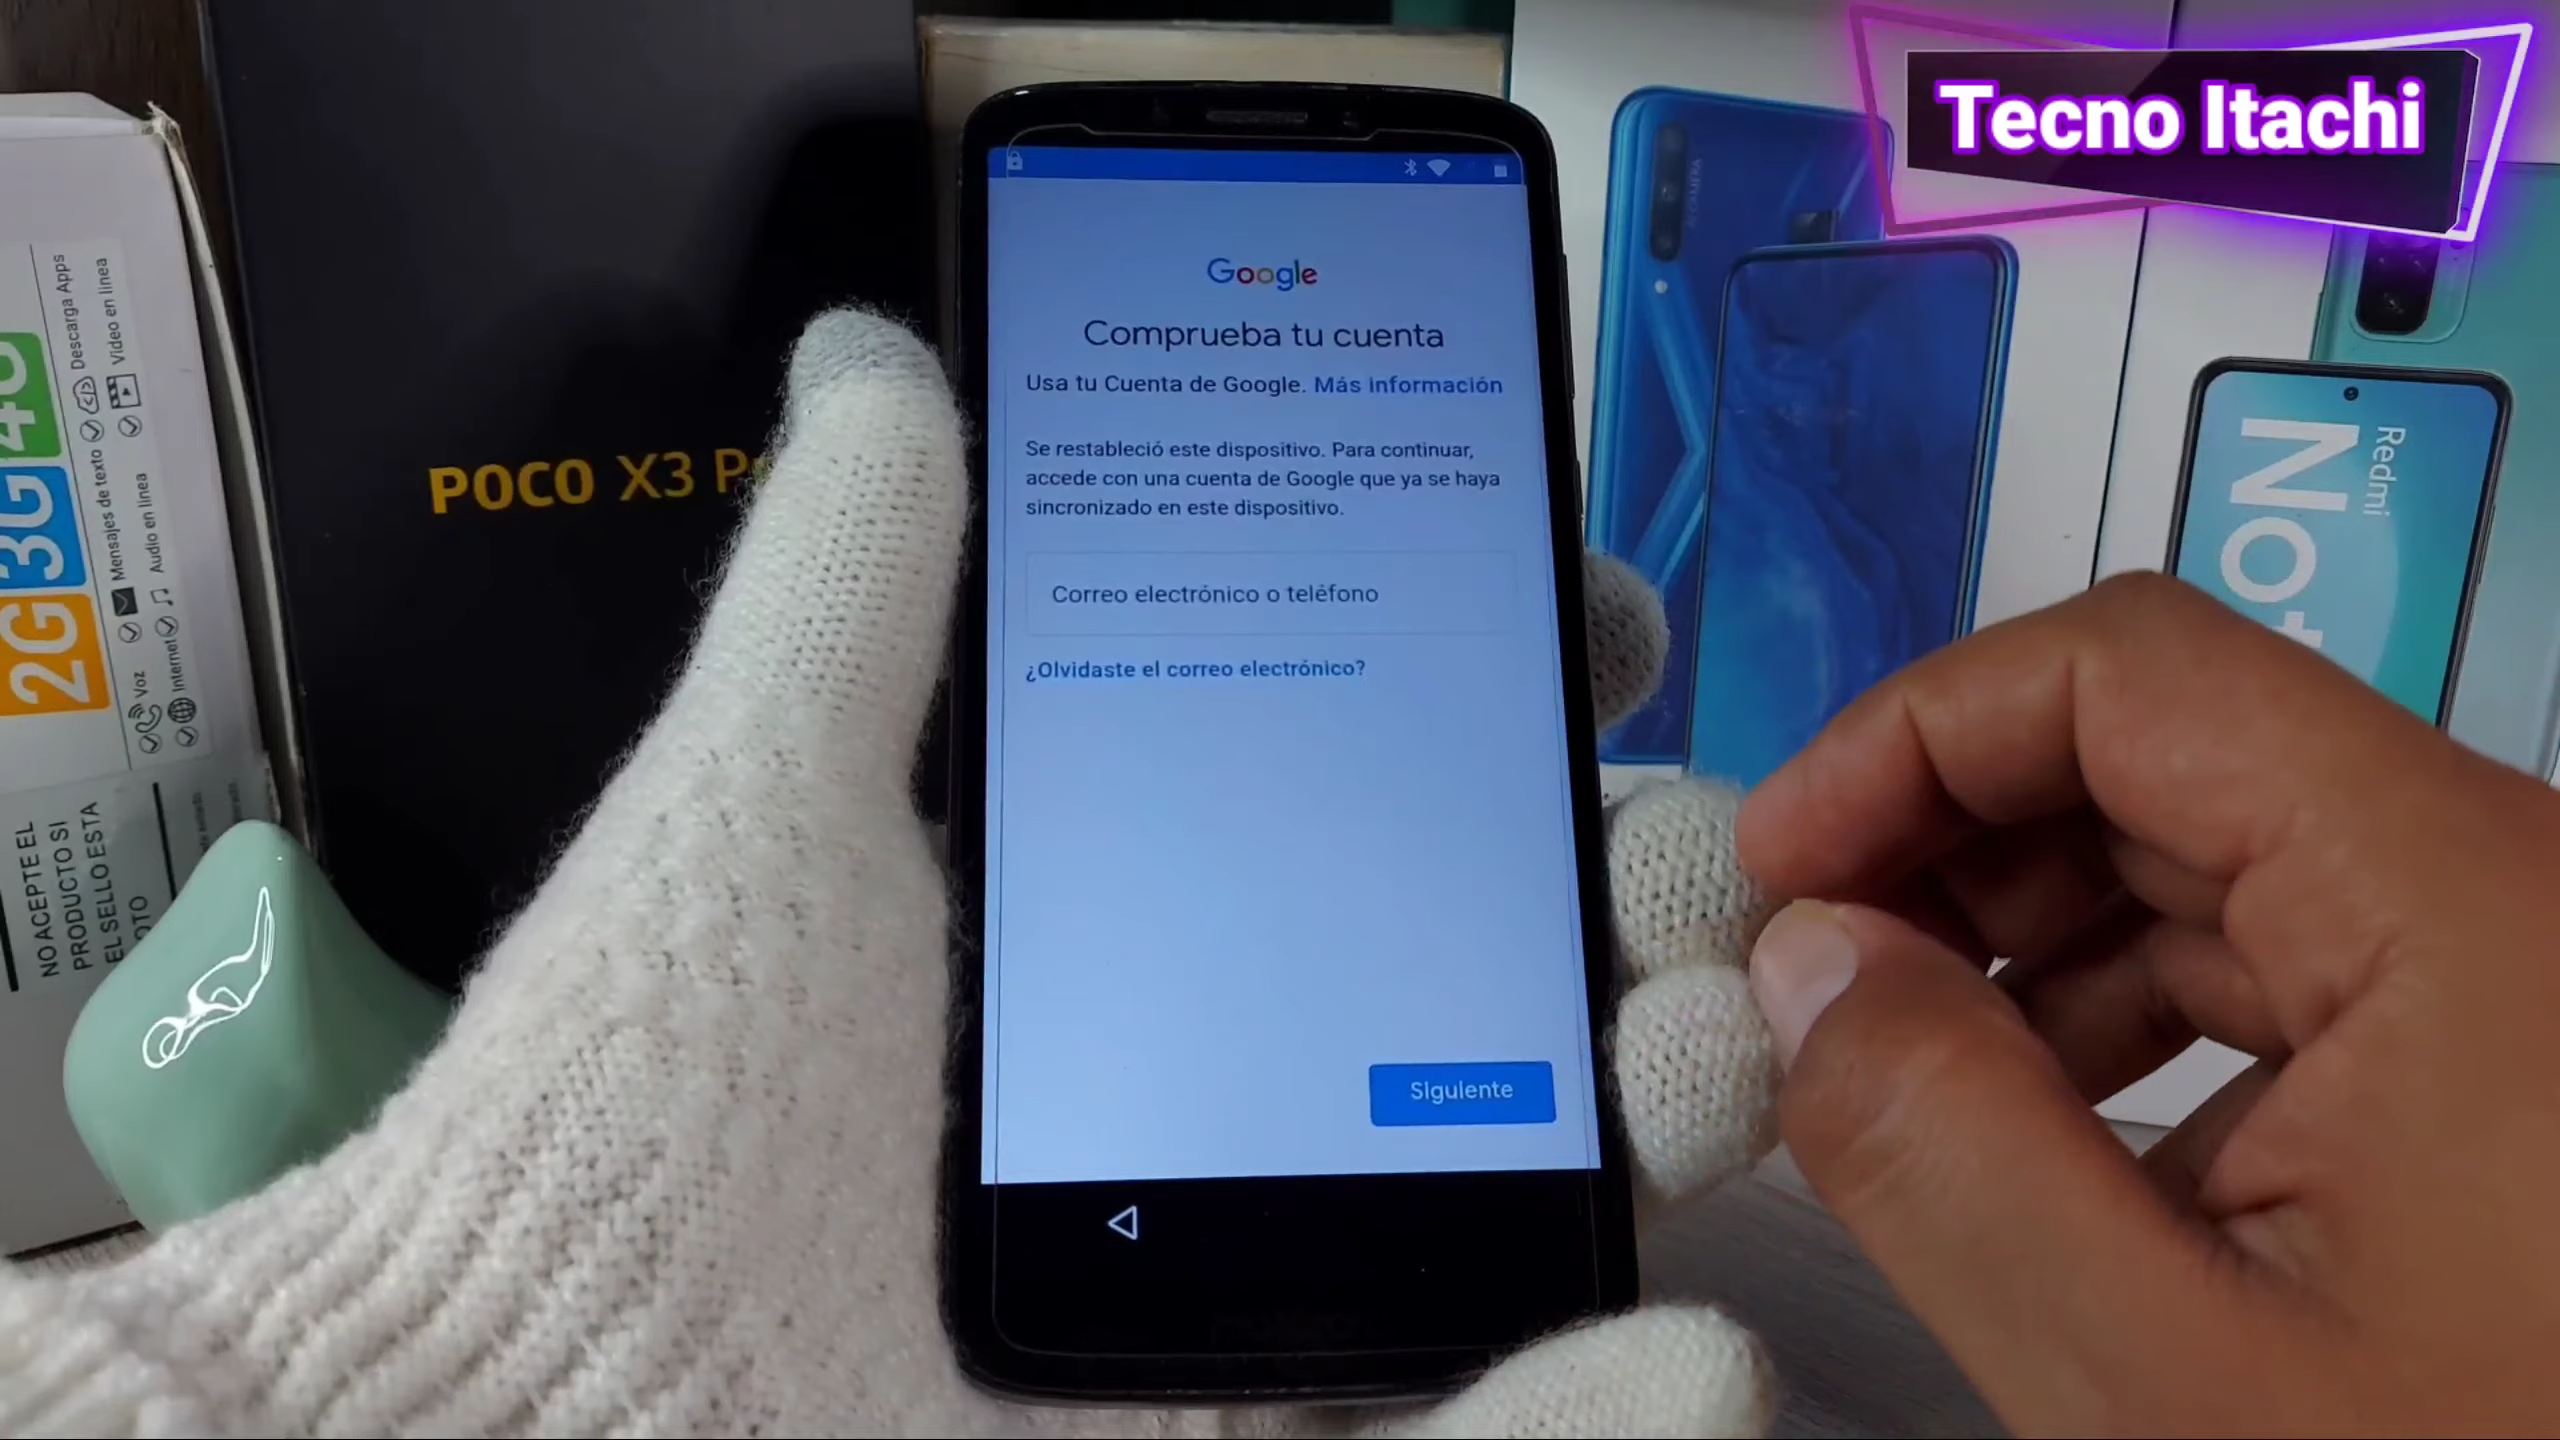 Tecno Itachi
Google
Comprueba tu cuenta
Usa tu Cuenta de Google. Más información
Se restableció este dispositivo. Para continuar,
accede con una cuenta de Google que ya se haya
sincronizado en este dispositivo.
Correo electrónico o teléfono
¿Olvidaste el correo electrónico?
Siguiente
POCO X3
2G 3G 4G
Voz
Mensajes de texto
Descarga Apps
Internet
Audio en línea
Video en línea
NO ACEPTE EL
PRODUCTO SI
EL SELLO ESTA
Redmi